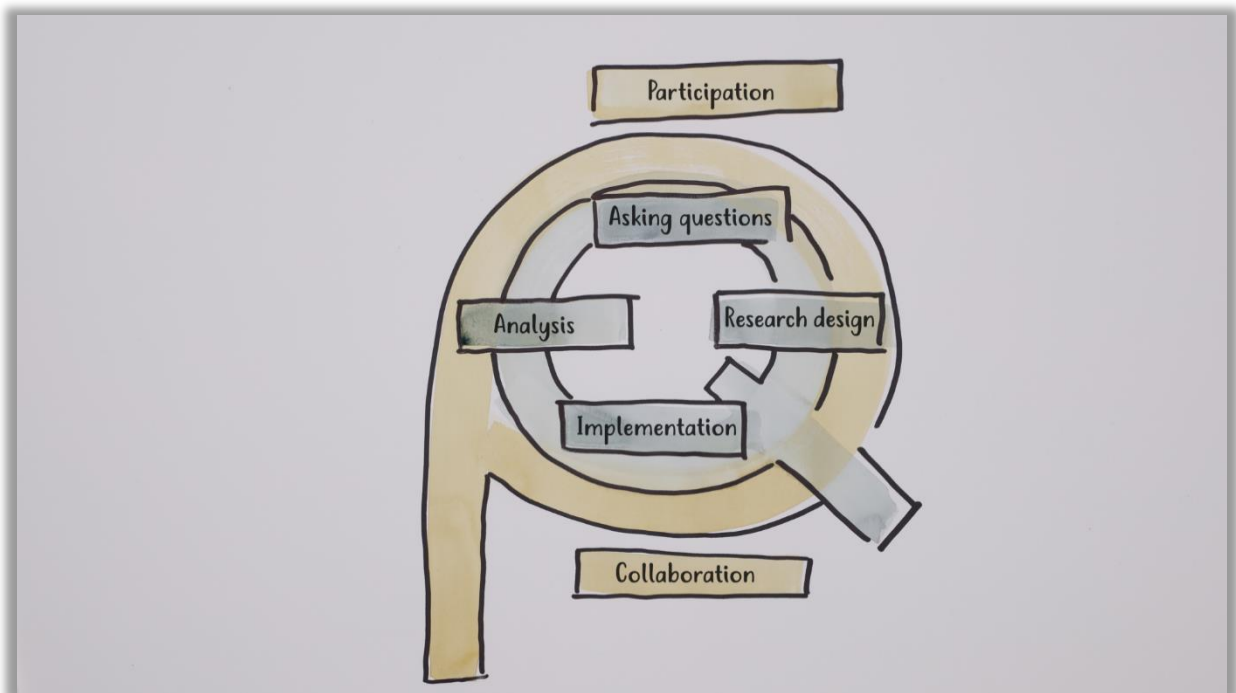 Participation
Asking questions
Analysis
Research design
Implementation
Collaboration